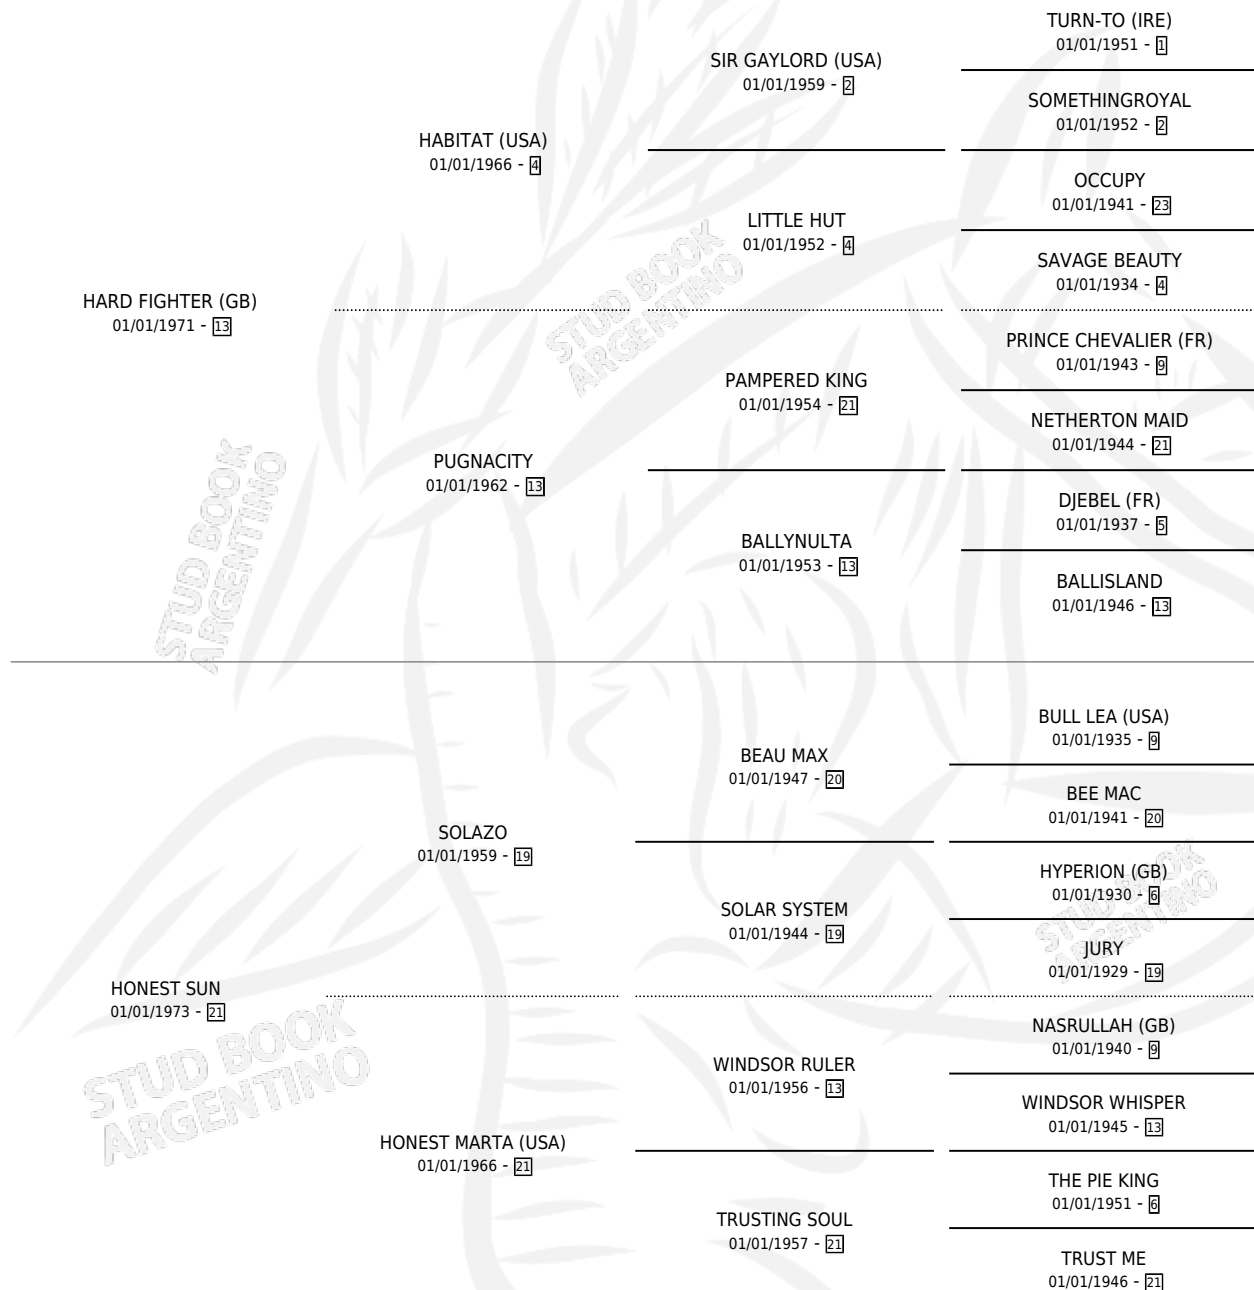 TURN-TO (IRE)
01/01/1951 - 1
SIR GAYLORD (USA)
01/01/1959 - 2
SOMETHINGROYAL
01/01/1952 - 2
HABITAT (USA)
01/01/1966 - 4
OCCUPY
01/01/1941 - 23
LITTLE HUT
01/01/1952 - 4
SAVAGE BEAUTY
01/01/1934 - 4
HARD FIGHTER (GB)
01/01/1971 - 13
PRINCE CHEVALIER (FR)
01/01/1943 - 9
PAMPERED KING
01/01/1954 - 21
NETHERTON MAID
01/01/1944 - 21
PUGNACITY
01/01/1962 - 13
DJEBEL (FR)
01/01/1937 - 5
BALLYNULTA
01/01/1953 - 13
BALLISLAND
01/01/1946 - 13
BULL LEA (USA)
01/01/1935 - 9
BEAU MAX
01/01/1947 - 20
BEE MAC
01/01/1941 - 20
SOLAZO
01/01/1959 - 19
HYPERION (GB)
01/01/1930 - 6
SOLAR SYSTEM
01/01/1944 - 19
JURY
01/01/1929 - 19
HONEST SUN
01/01/1973 - 21
NASRULLAH (GB)
01/01/1940 - 9
WINDSOR RULER
01/01/1956 - 13
WINDSOR WHISPER
01/01/1945 - 13
HONEST MARTA (USA)
01/01/1966 - 21
THE PIE KING
01/01/1951 - 6
TRUSTING SOUL
01/01/1957 - 21
TRUST ME
01/01/1946 - 21
STUD BOOK
ARGENTINO
STUD BOOK
ARGENTINO
STUD BOOK
ARGENTINO
STUD BOOK
ARGENTINO